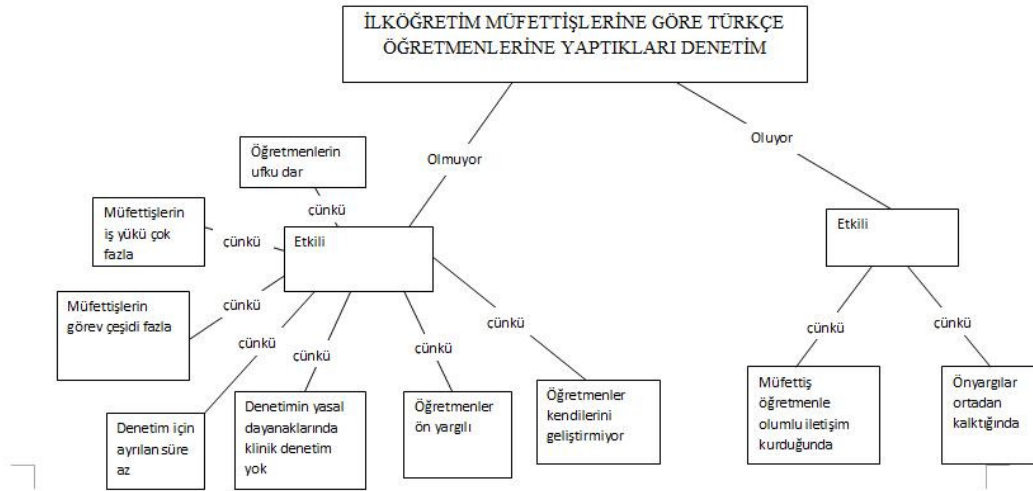 İLKÖĞRETİM MÜFETTİŞLERİNE GÖRE TÜRKÇE
ÖĞRETMENLERİNE YAPTIKLARI DENETİM
Olmuyor
Oluyor
Öğretmenlerin
ufku dar
çünkü
Müfettişlerin
iş yükü çok
fazla
çünkü
Etkili
Etkili
Müfettişlerin
görev çeşidi fazla
çünkü
çünkü
çünkü
çünkü
çünkü
çünkü
çünkü
Denetim için
ayrılan süre
az
Denetimin yasal
dayanaklarında
klinik denetim
yok
Öğretmenler
ön yargılı
Öğretmenler
kendilerini
geliştirmiyor
Müfettiş
öğretmenle
olumlu iletişim
kurduğunda
Önyargılar
ortadan
kalktığında